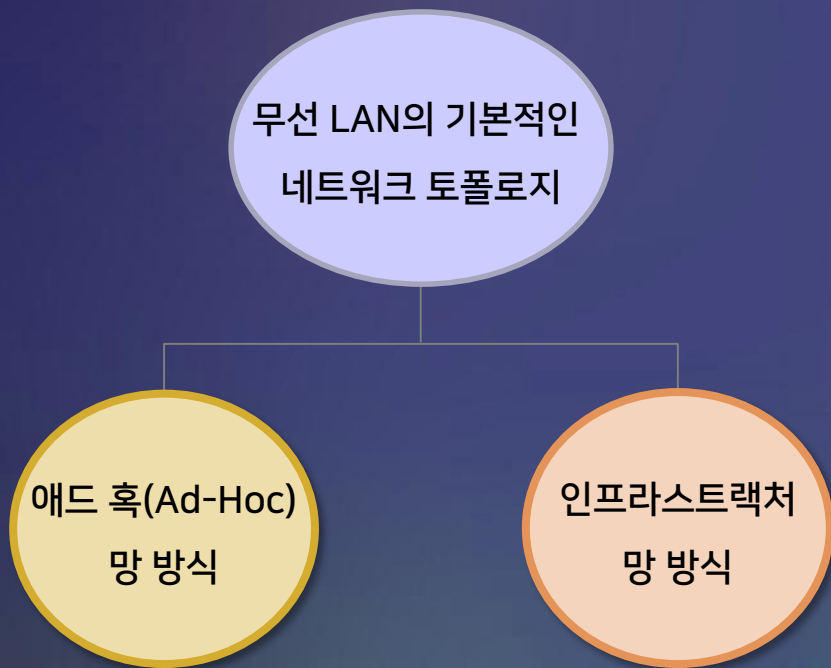 무선 LAN의 기본적인
네트워크 토폴로지
애드 혹(Ad-Hoc)
망 방식
인프라스트랙처
망 방식